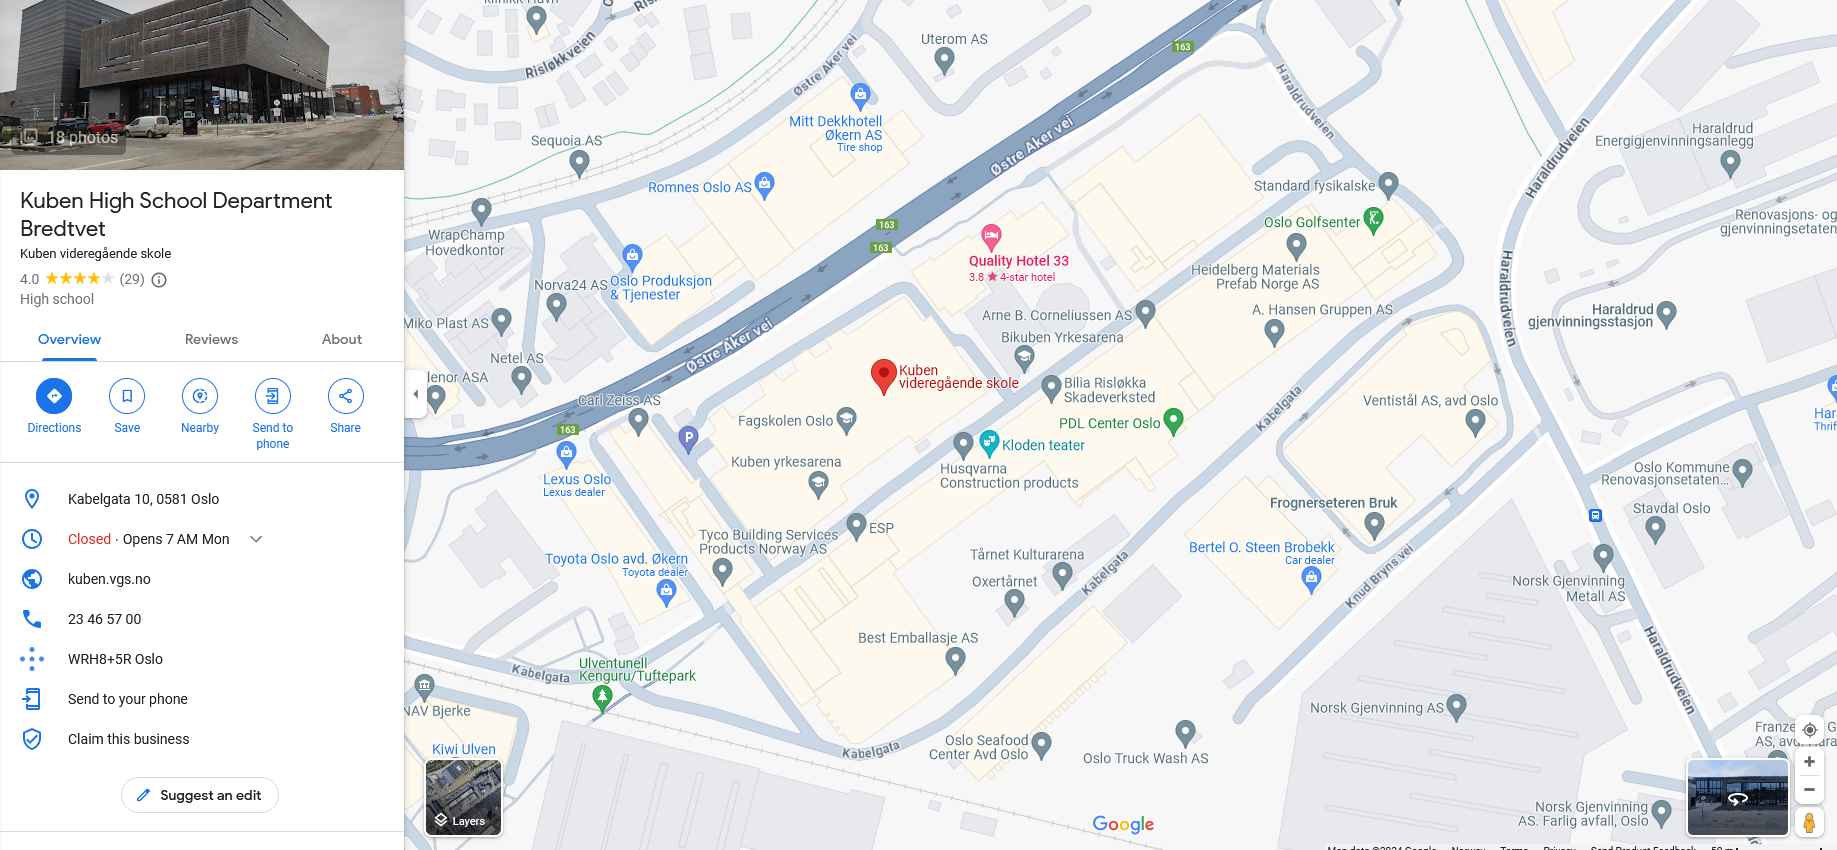 18 photos
Kuben High School Department
Bredtvet
Kuben videregående skole
4.0
(29)
High school
Overview
Reviews
About
Directions
Save
Nearby
Send to
phone
Share
Kabelgata 10, 0581 Oslo
Closed · Opens 7 AM Mon
kuben.vgs.no
23 46 57 00
WRH8+5R Oslo
Send to your phone
Claim this business
Suggest an edit
Risløkkveien
Østre Aker vei
Uterom AS
163
Mitt Dekkhotell
Økern AS
Tire shop
Sequoia AS
Romnes Oslo AS
WrapChamp
Hovedkontor
Østre Aker vei
163
163
Haraldrudveien
Haraldrudveien
Haraldrud
Energigjenvinningsanlegg
Standard fysikalske
Oslo Golfsenter
Renovasjons- og
gjenvinningsetaten
Quality Hotel 33
3.8 ★ 4-star hotel
Heidelberg Materials
Prefab Norge AS
Haraldrudveien
Oslo Produksjon
& Tjenester
Norva24 AS
Miko Plast AS
Østre Aker vei
Arne B. Corneliussen AS
A. Hansen Gruppen AS
Haraldrud
gjenvinningsstasjon
Bikuben Yrkesarena
Netel AS
lenor ASA
Kuben
videregående skole
Bilia Risløkka
Skadeverksted
Carl Zeiss AS
Fagskolen Oslo
P
163
PDL Center Oslo
Kabelgata
Ventistål AS, avd Oslo
Har
Thrif
Kloden teater
Kuben yrkesarena
Husqvarna
Construction products
Lexus Oslo
Lexus dealer
Oslo Kommune
Renovasjonsetaten...
Frognerseteren Bruk
Stavdal Oslo
Tyco Building Services
Products Norway AS
ESP
Toyota Oslo avd. Økern
Toyota dealer
Tårnet Kulturarena
Oxertårnet
Kabelgata
Bertel O. Steen Brobekk
Car dealer
Knud Bryns vei
Norsk Gjenvinning
Metall AS
Best Emballasje AS
Haraldrudveien
Kabelgata
Ulventunell
Kenguru/Tuftepark
NAV Bjerke
Kiwi Ulven
Kabelgata
Oslo Seafood
Center Avd Oslo
Oslo Truck Wash AS
Norsk Gjenvinning AS
Franze
AS, avd
Norsk Gjenvinning
AS. Farlig avfall, Oslo
Layers
Google